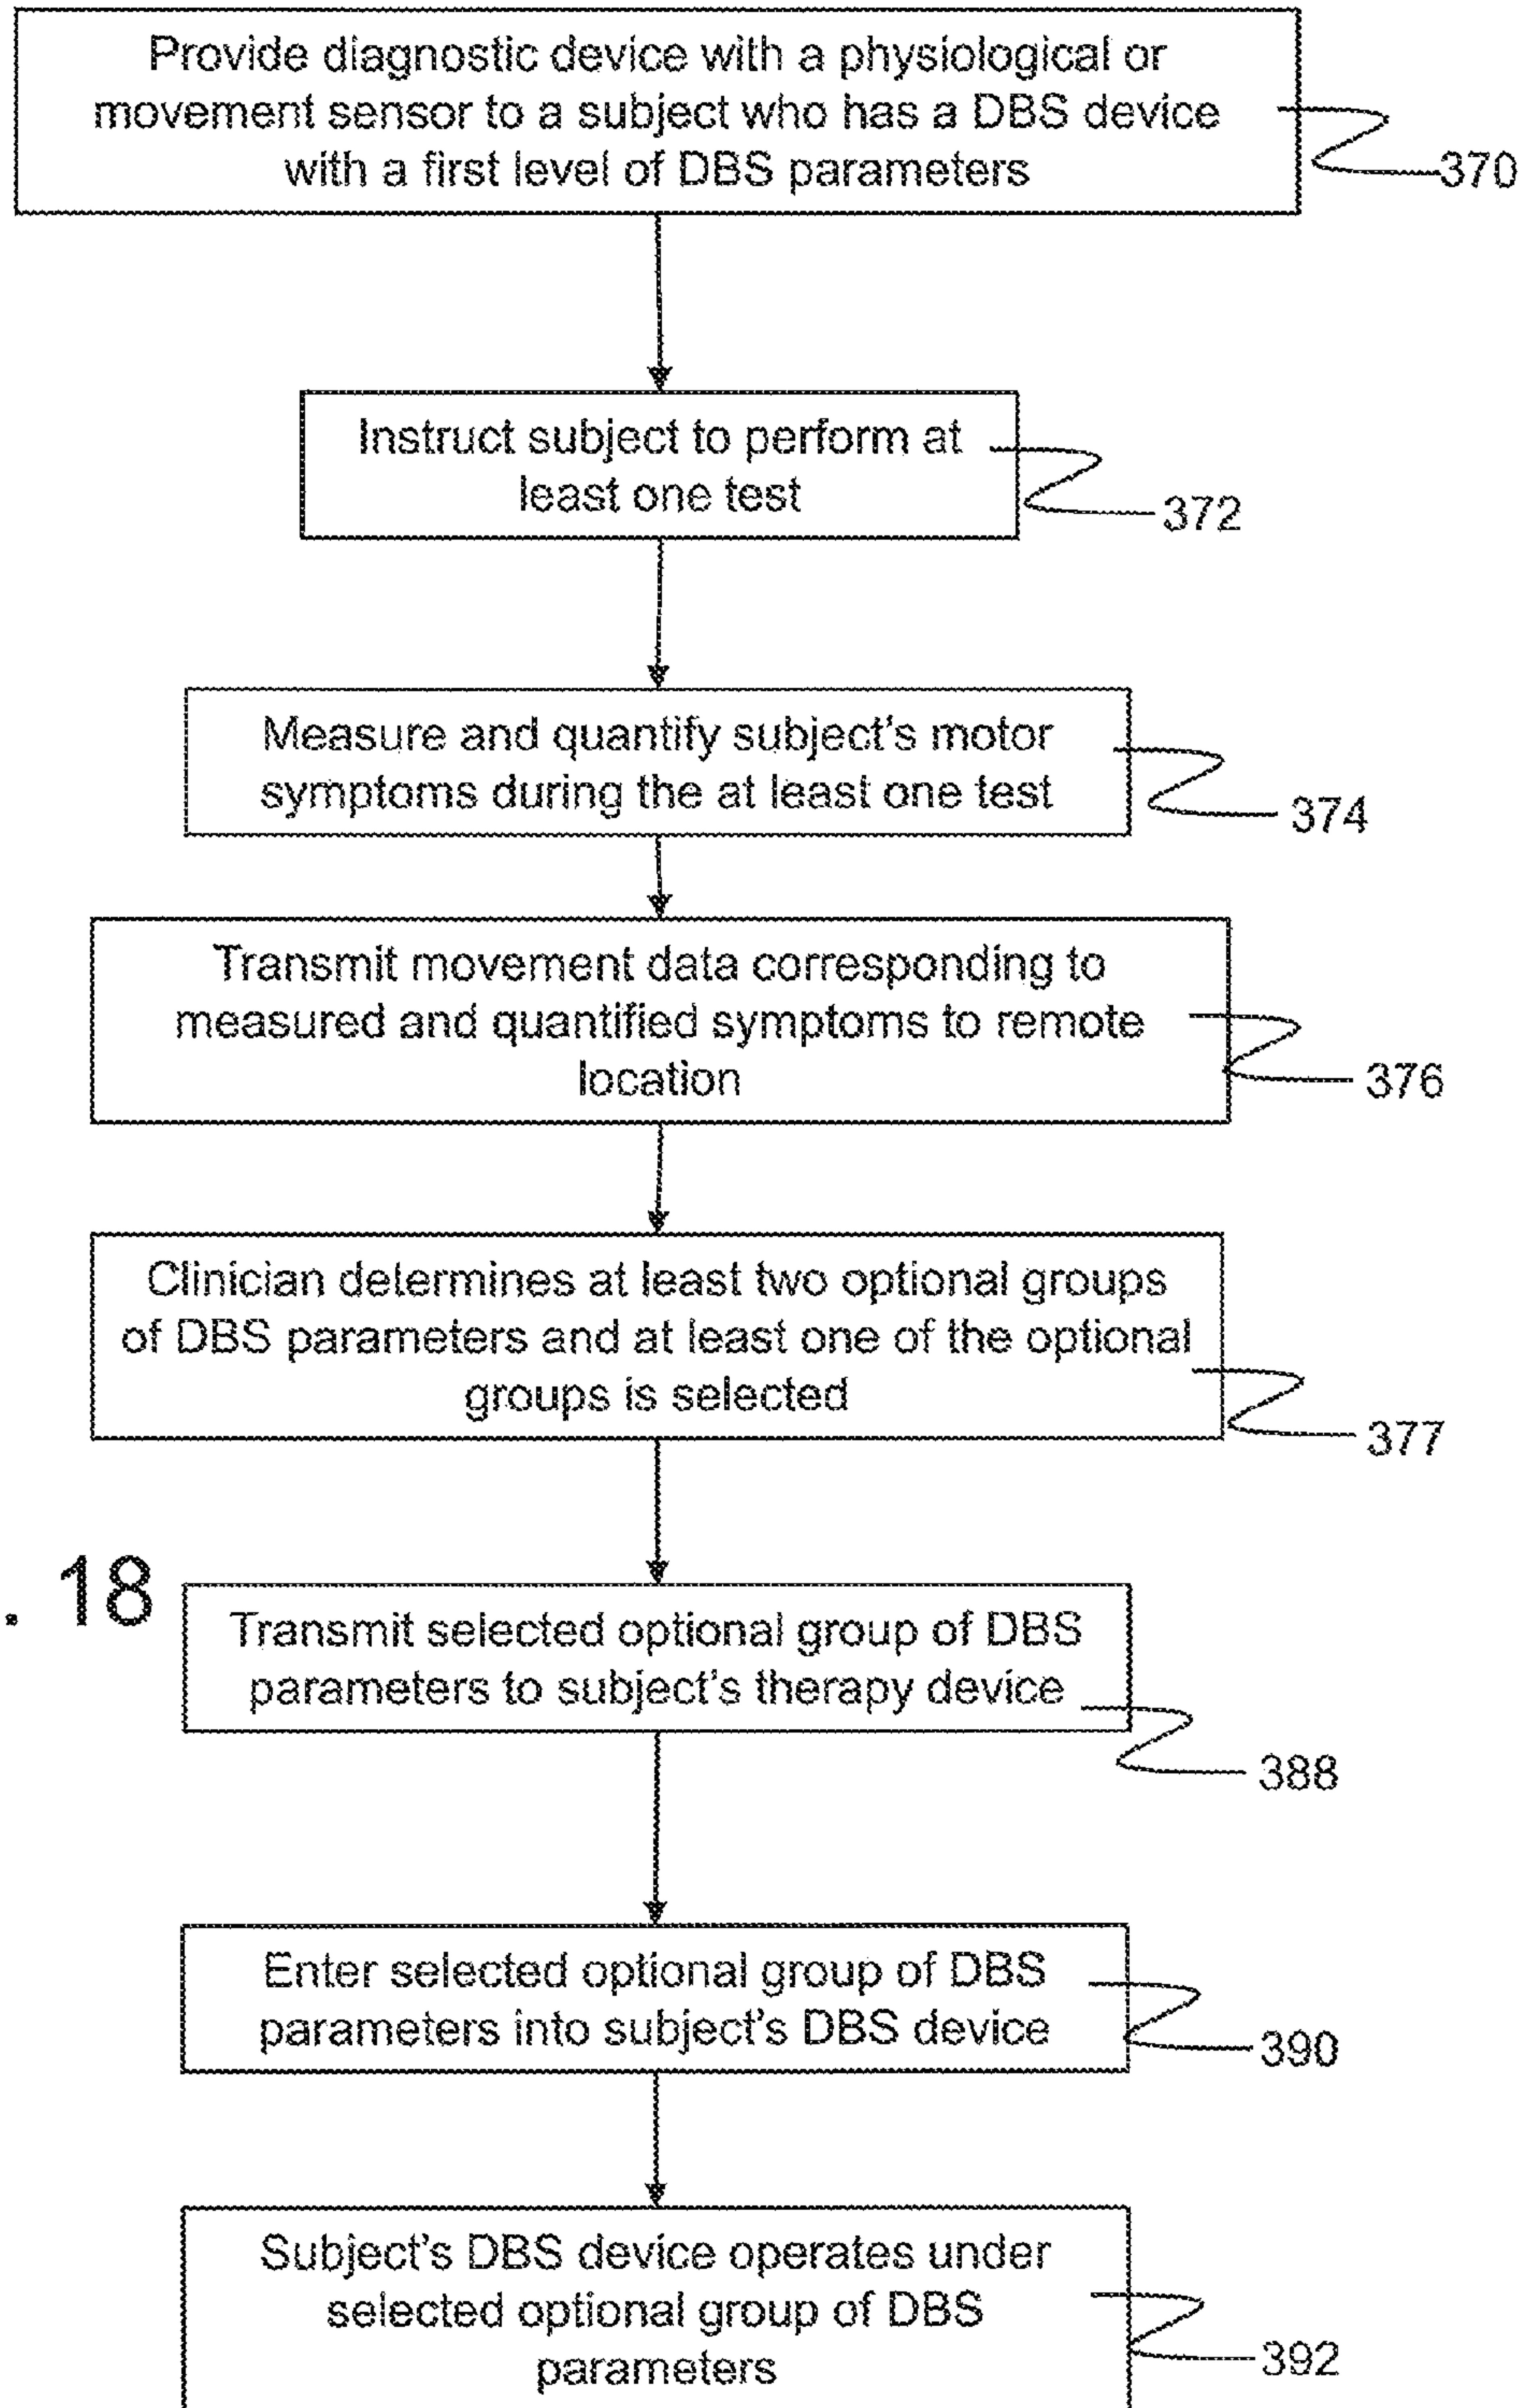 Provide diagnostic device with a physiological or
movement sensor to a subject who has a DBS device
with a first level of DBS parameters
370
Instruct subject to perform at
least one test
372
Measure and quantify subject's motor
symptoms during the at least one test
374
Transmit movement data corresponding to
measured and quantified symptoms to remote
location
376
Clinician determines at least two optional groups
of DBS parameters and at least one of the optional
groups is selected
377
. 18
Transmit selected optional group of DBS
parameters to subject's therapy device
388
Enter selected optional group of DBS
parameters into subject's DBS device
390
Subject's DBS device operates under
selected optional group of DBS
parameters
392